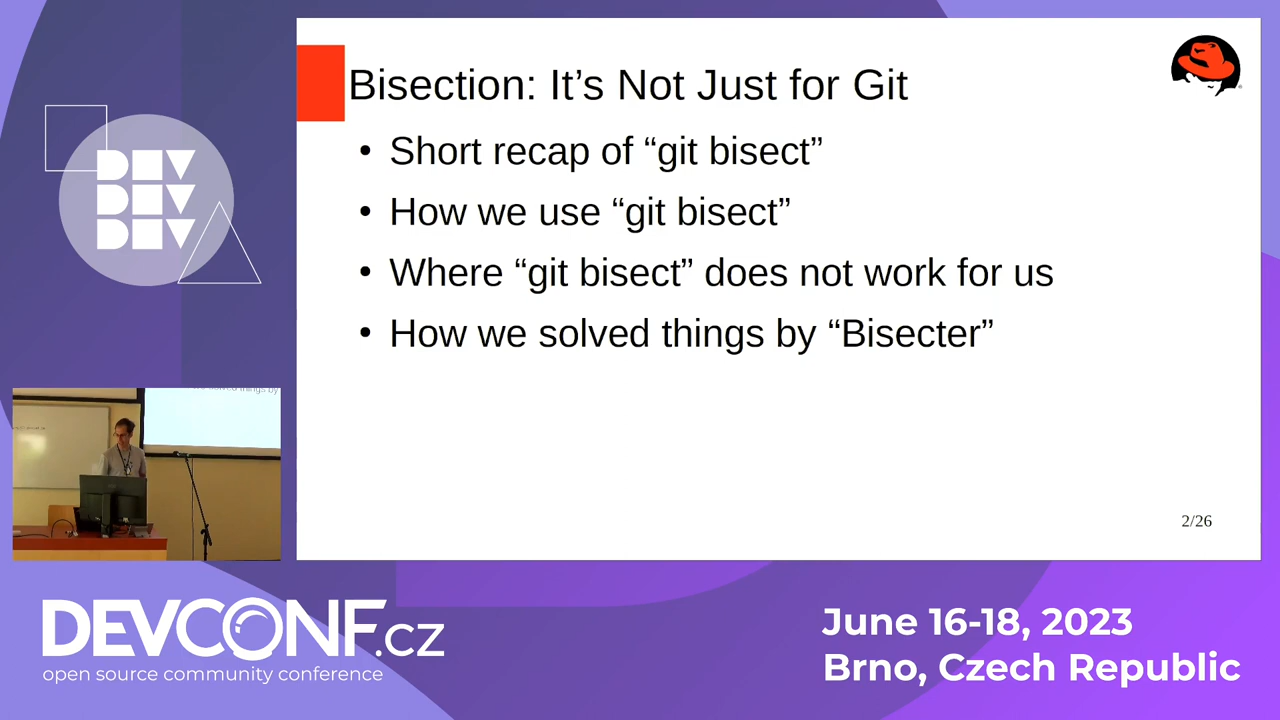 Bisection: It’s Not Just for Git
• Short recap of “git bisect”
• How we use “git bisect”
• Where “git bisect” does not work for us
• How we solved things by “Bisecter”
2/26
DEV
DEV
DEV
DEVCONF.cz
open source community conference
June 16-18, 2023
Brno, Czech Republic